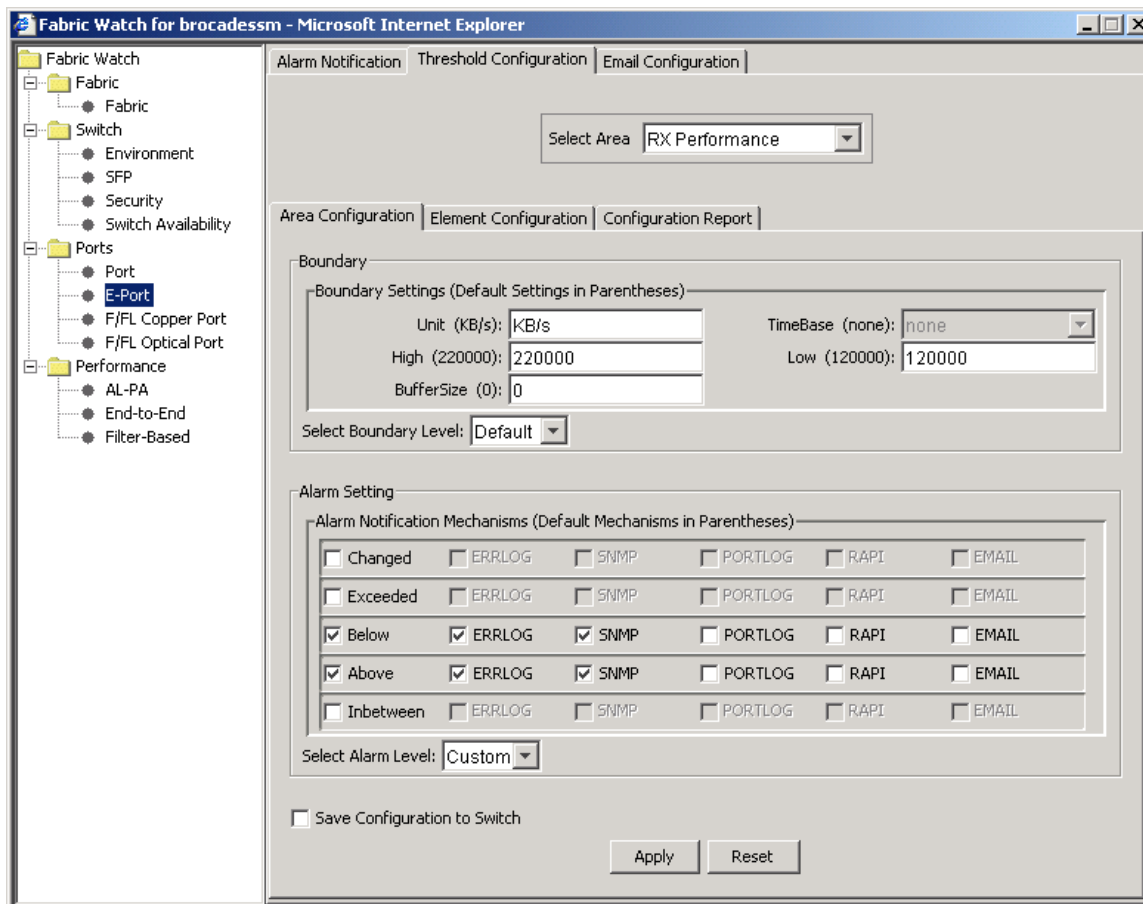 Fabric Watch for brocadessm - Microsoft Internet Explorer
Fabric Watch
Fabric
Fabric
Switch
Environment
SFP
Security
Switch Availability
Ports
Port
E-Port
F/FL Copper Port
F/FL Optical Port
Performance
AL-PA
End-to-End
Filter-Based
Alarm Notification Threshold Configuration Email Configuration
Select Area RX Performance
Area Configuration Element Configuration Configuration Report
Boundary
Boundary Settings (Default Settings in Parentheses)
Unit (KB/s): KB/s TimeBase (none): none
High (220000): 220000 Low (120000): 120000
BufferSize (0): 0
Select Boundary Level: Default
Alarm Setting
Alarm Notification Mechanisms (Default Mechanisms in Parentheses)
Changed ERRLOG SNMP PORTLOG RAPI EMAIL
Exceeded ERRLOG SNMP PORTLOG RAPI EMAIL
Below ERRLOG SNMP PORTLOG RAPI EMAIL
Above ERRLOG SNMP PORTLOG RAPI EMAIL
Inbetween ERRLOG SNMP PORTLOG RAPI EMAIL
Select Alarm Level: Custom
Save Configuration to Switch
Apply Reset